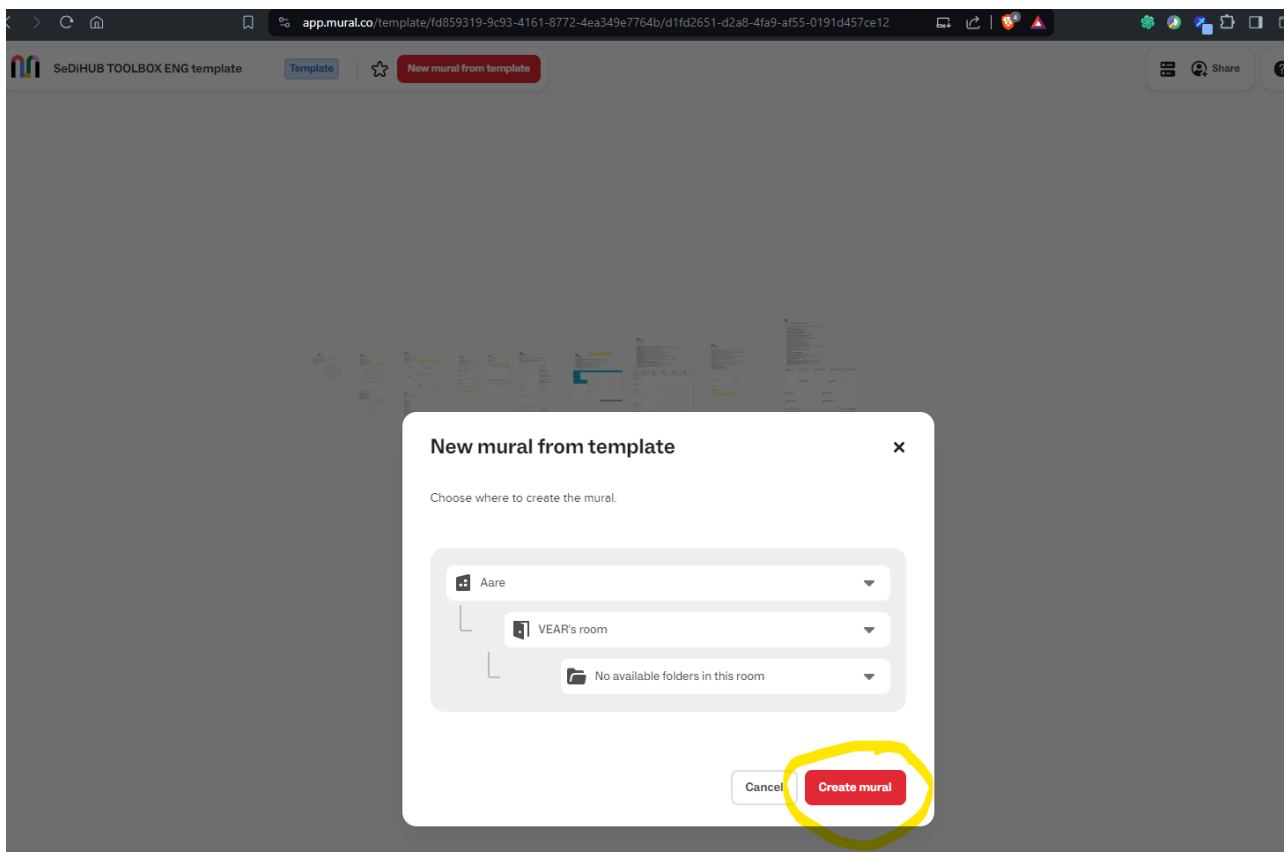 app.mural.co/template/fd859319-9c93-4161-8772-4ea349e7764b/d1fd2651-d2a8-4fa9-af55-0191d457ce12
SeDiHUB TOOLBOX ENG template Template New mural from template Share
New mural from template
Choose where to create the mural.
Aare
VEAR's room
No available folders in this room
Cancel Create mural